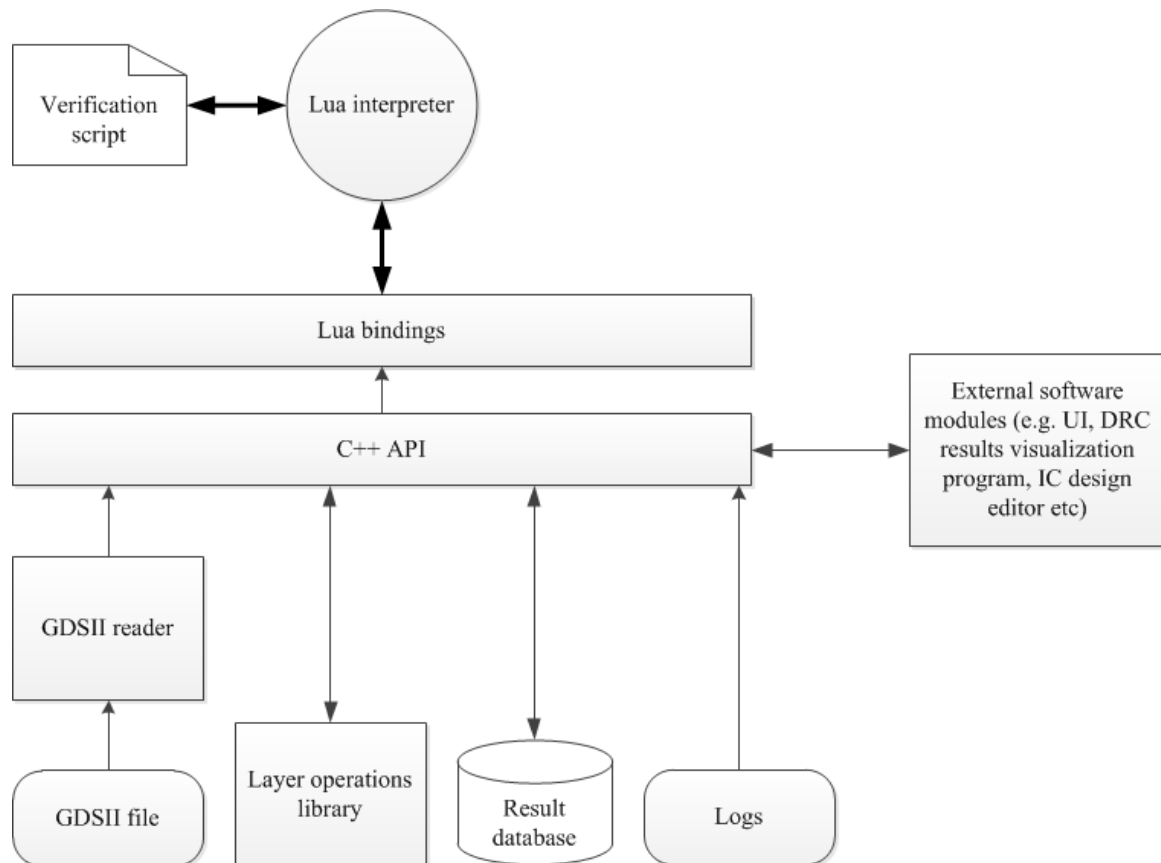 Verification
script
Lua interpreter
Lua bindings
C++ API
External software
modules (e.g. UI, DRC
results visualization
program, IC design
editor etc)
GDSII reader
GDSII file
Layer operations
library
Result
database
Logs